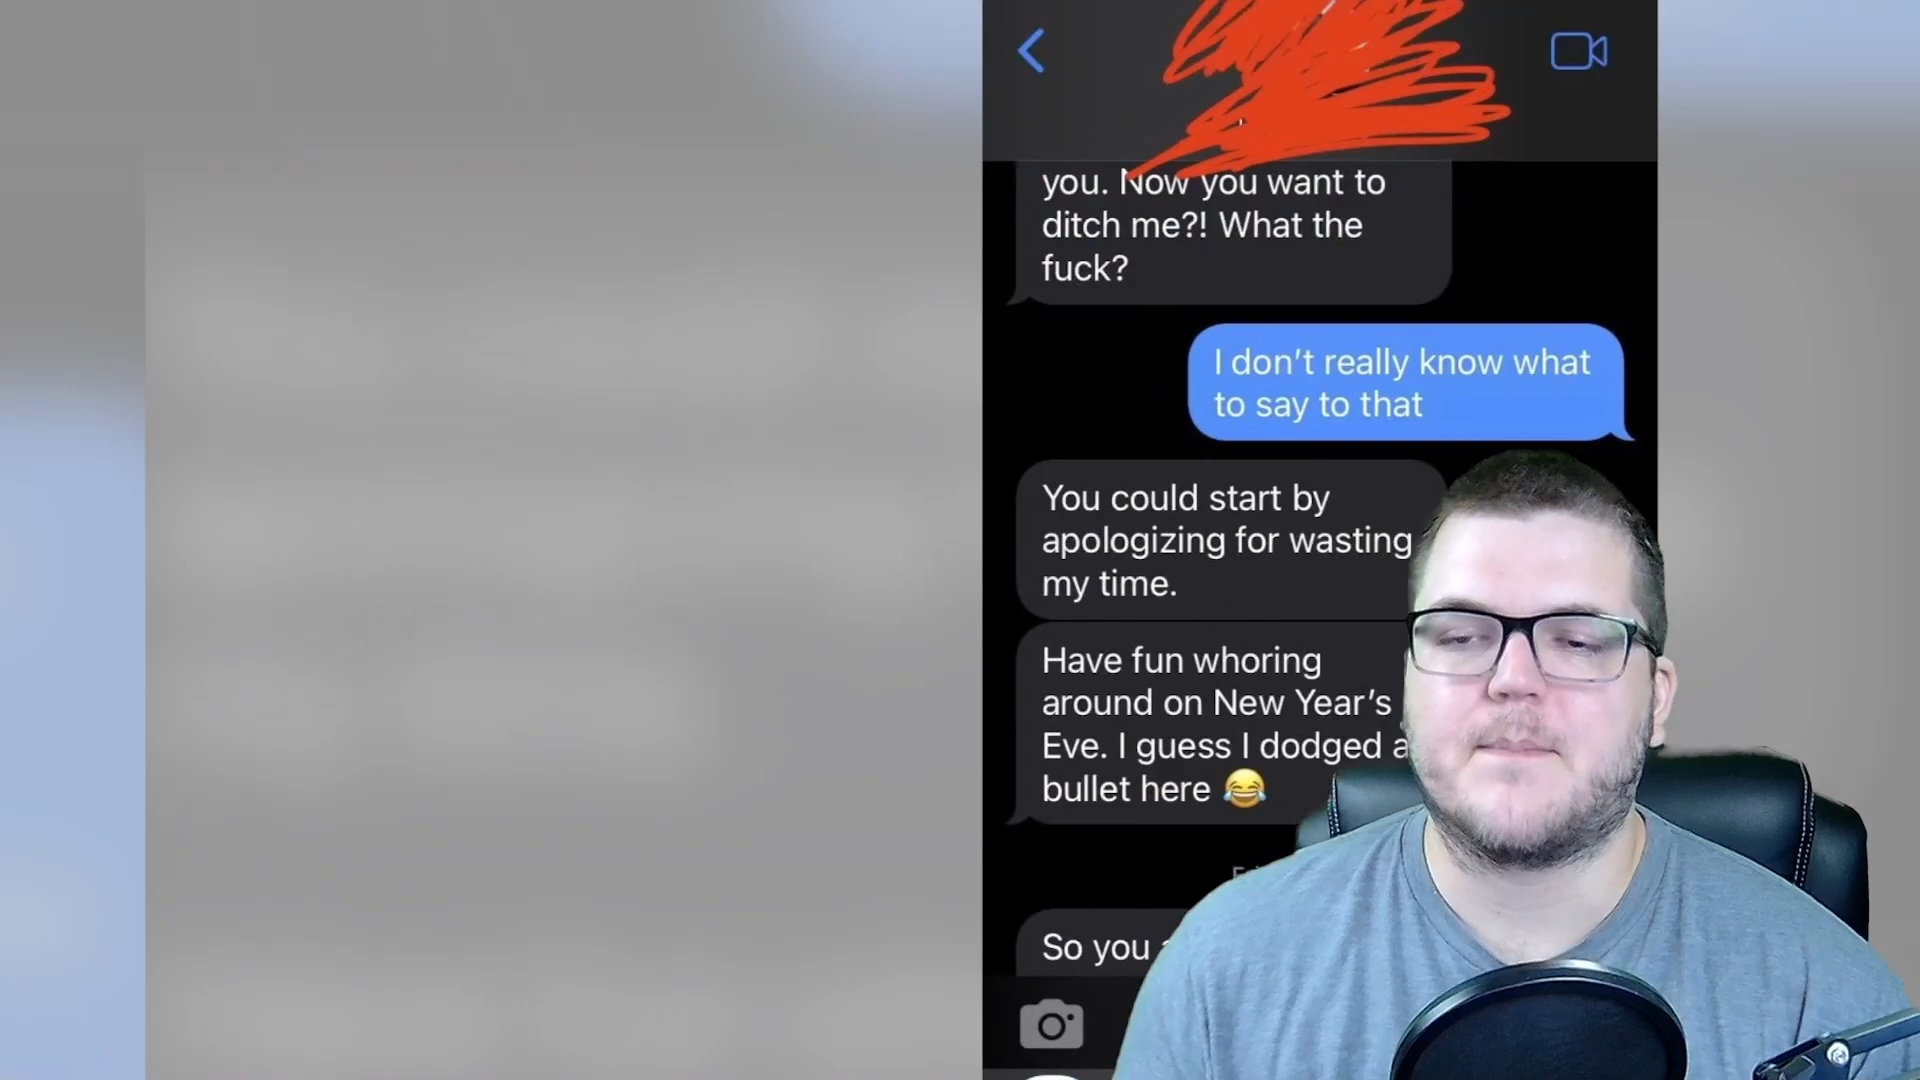 you. Now you want to
ditch me?! What the
fuck?
I don’t really know what
to say to that
You could start by
apologizing for wasting
my time.
Have fun whoring
around on New Year’s
Eve. I guess I dodged a
bullet here 😂
So you